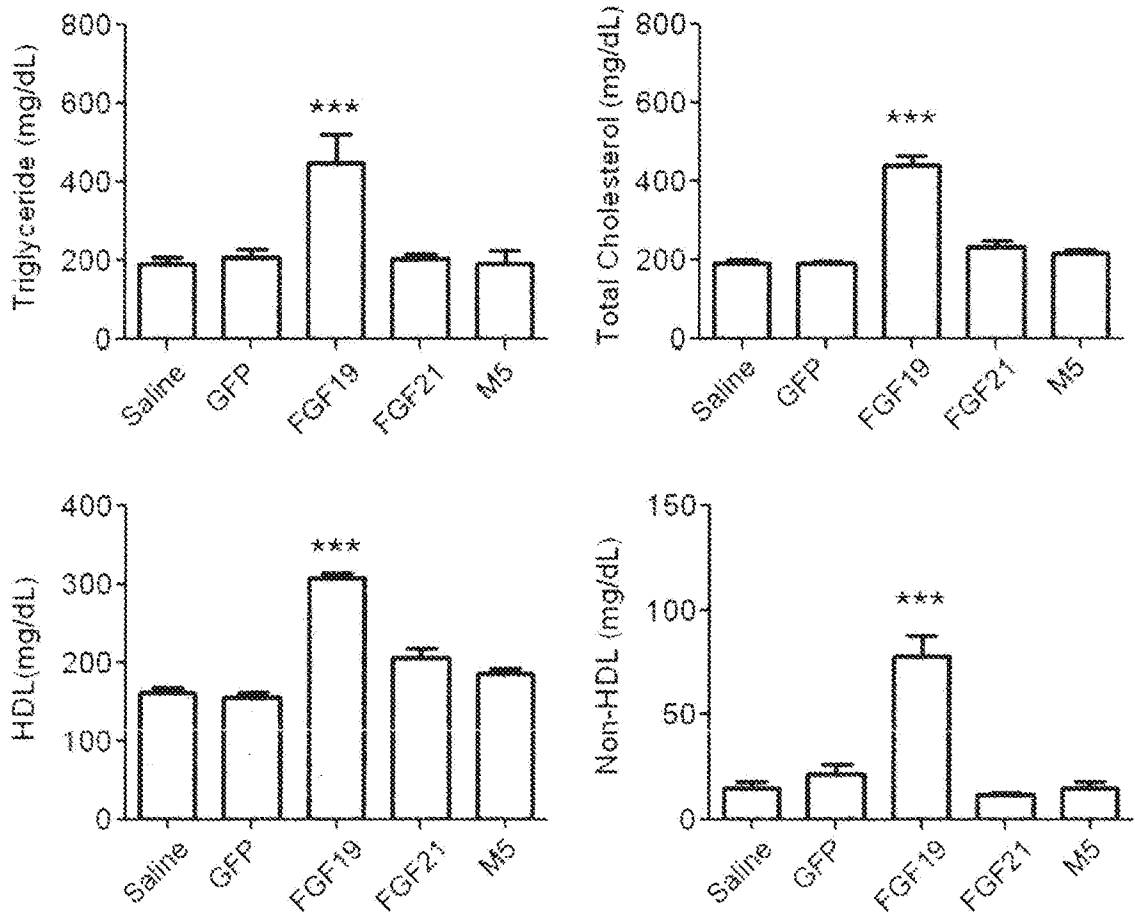 Triglyceride (mg/dL)
800
600
400
200
0
***
Saline
GFP
FGF19
FGF21
M5
Total Cholesterol (mg/dL)
800
600
400
200
0
***
Saline
GFP
FGF19
FGF21
M5
HDL(mg/dL)
400
300
200
100
0
***
Saline
GFP
FGF19
FGF21
M5
Non-HDL (mg/dL)
150
100
50
0
***
Saline
GFP
FGF19
FGF21
M5